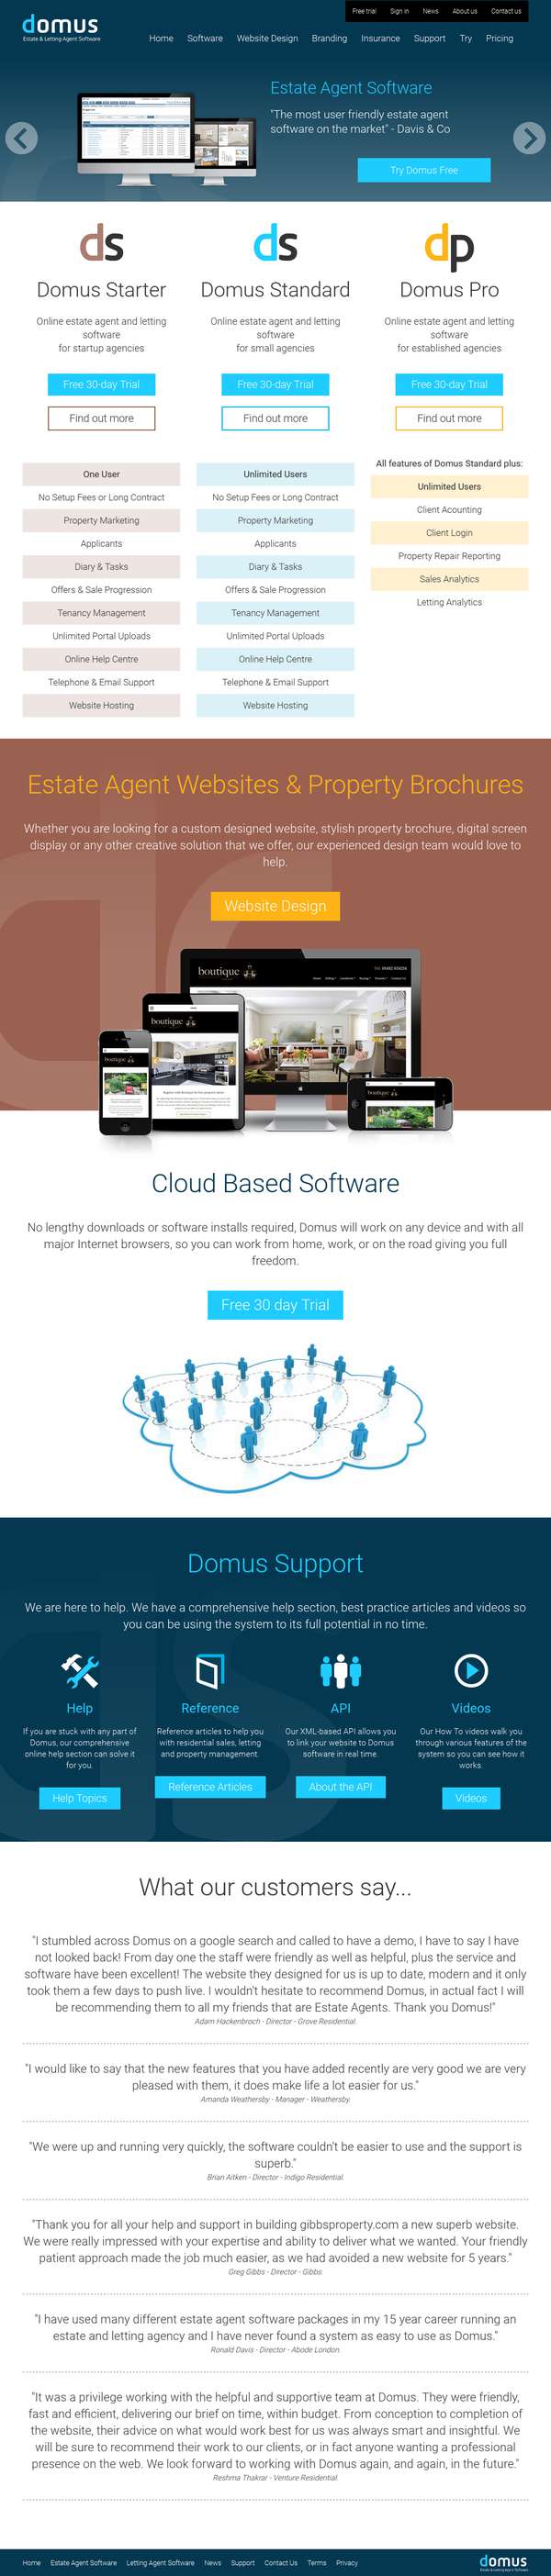 Free trial Sign in News About us Contact us
domus
Estate & Letting Agent Software
Home Software Website Design Branding Insurance Support Try Pricing
Estate Agent Software
"The most user friendly estate agent
software on the market" - Davis & Co
Try Domus Free
ds ds dp
Domus Starter Domus Standard Domus Pro
Online estate agent and letting Online estate agent and letting Online estate agent and letting
software software software
for startup agencies for small agencies for established agencies
Free 30-day Trial Free 30-day Trial Free 30-day Trial
Find out more Find out more Find out more
One User
No Setup Fees or Long Contract
Property Marketing
Applicants
Diary & Tasks
Offers & Sale Progression
Tenancy Management
Unlimited Portal Uploads
Online Help Centre
Telephone & Email Support
Website Hosting
Unlimited Users
No Setup Fees or Long Contract
Property Marketing
Applicants
Diary & Tasks
Offers & Sale Progression
Tenancy Management
Unlimited Portal Uploads
Online Help Centre
Telephone & Email Support
Website Hosting
All features of Domus Standard plus:
Unlimited Users
Client Acounting
Client Login
Property Repair Reporting
Sales Analytics
Letting Analytics
Estate Agent Websites & Property Brochures
Whether you are looking for a custom designed website, stylish property brochure, digital screen
display or any other creative solution that we offer, our experienced design team would love to
help.
Website Design
boutique
boutique
boutique
boutique
Cloud Based Software
No lengthy downloads or software installs required, Domus will work on any device and with all
major Internet browsers, so you can work from home, work, or on the road giving you full
freedom.
Free 30 day Trial
Domus Support
We are here to help. We have a comprehensive help section, best practice articles and videos so
you can be using the system to its full potential in no time.
Help
If you are stuck with any part of
Domus, our comprehensive
online help section can solve it
for you.
Help Topics
Reference
Reference articles to help you
with residential sales, letting
and property management.
Reference Articles
API
Our XML-based API allows you
to link your website to Domus
software in real time.
About the API
Videos
Our How To videos walk you
through various features of the
system so you can see how it
works.
Videos
What our customers say...
"I stumbled across Domus on a google search and called to have a demo, I have to say I have
not looked back! From day one the staff were friendly as well as helpful, plus the service and
software have been excellent! The website they designed for us is up to date, modern and it only
took them a few days to push live. I wouldn't hesitate to recommend Domus, in actual fact I will
be recommending them to all my friends that are Estate Agents. Thank you Domus!"
Adam Hackenbroch - Director - Grove Residential.
"I would like to say that the new features that you have added recently are very good we are very
pleased with them, it does make life a lot easier for us."
Amanda Weathersby - Manager - Weathersby.
"We were up and running very quickly, the software couldn't be easier to use and the support is
superb."
Brian Aitken - Director - Indigo Residential.
"Thank you for all your help and support in building gibbsproperty.com a new superb website.
We were really impressed with your expertise and ability to deliver what we wanted. Your friendly
patient approach made the job much easier, as we had avoided a new website for 5 years."
Greg Gibbs - Director - Gibbs.
"I have used many different estate agent software packages in my 15 year career running an
estate and letting agency and I have never found a system as easy to use as Domus."
Ronald Davis - Director - Abode London.
"It was a privilege working with the helpful and supportive team at Domus. They were friendly,
fast and efficient, delivering our brief on time, within budget. From conception to completion of
the website, their advice on what would work best for us was always smart and insightful. We
will be sure to recommend their work to our clients, or in fact anyone wanting a professional
presence on the web. We look forward to working with Domus again, and again, in the future."
Reshma Thakrar - Venture Residential.
Home Estate Agent Software Letting Agent Software News Support Contact Us Terms Privacy
domus
Estate & Letting Agent Software